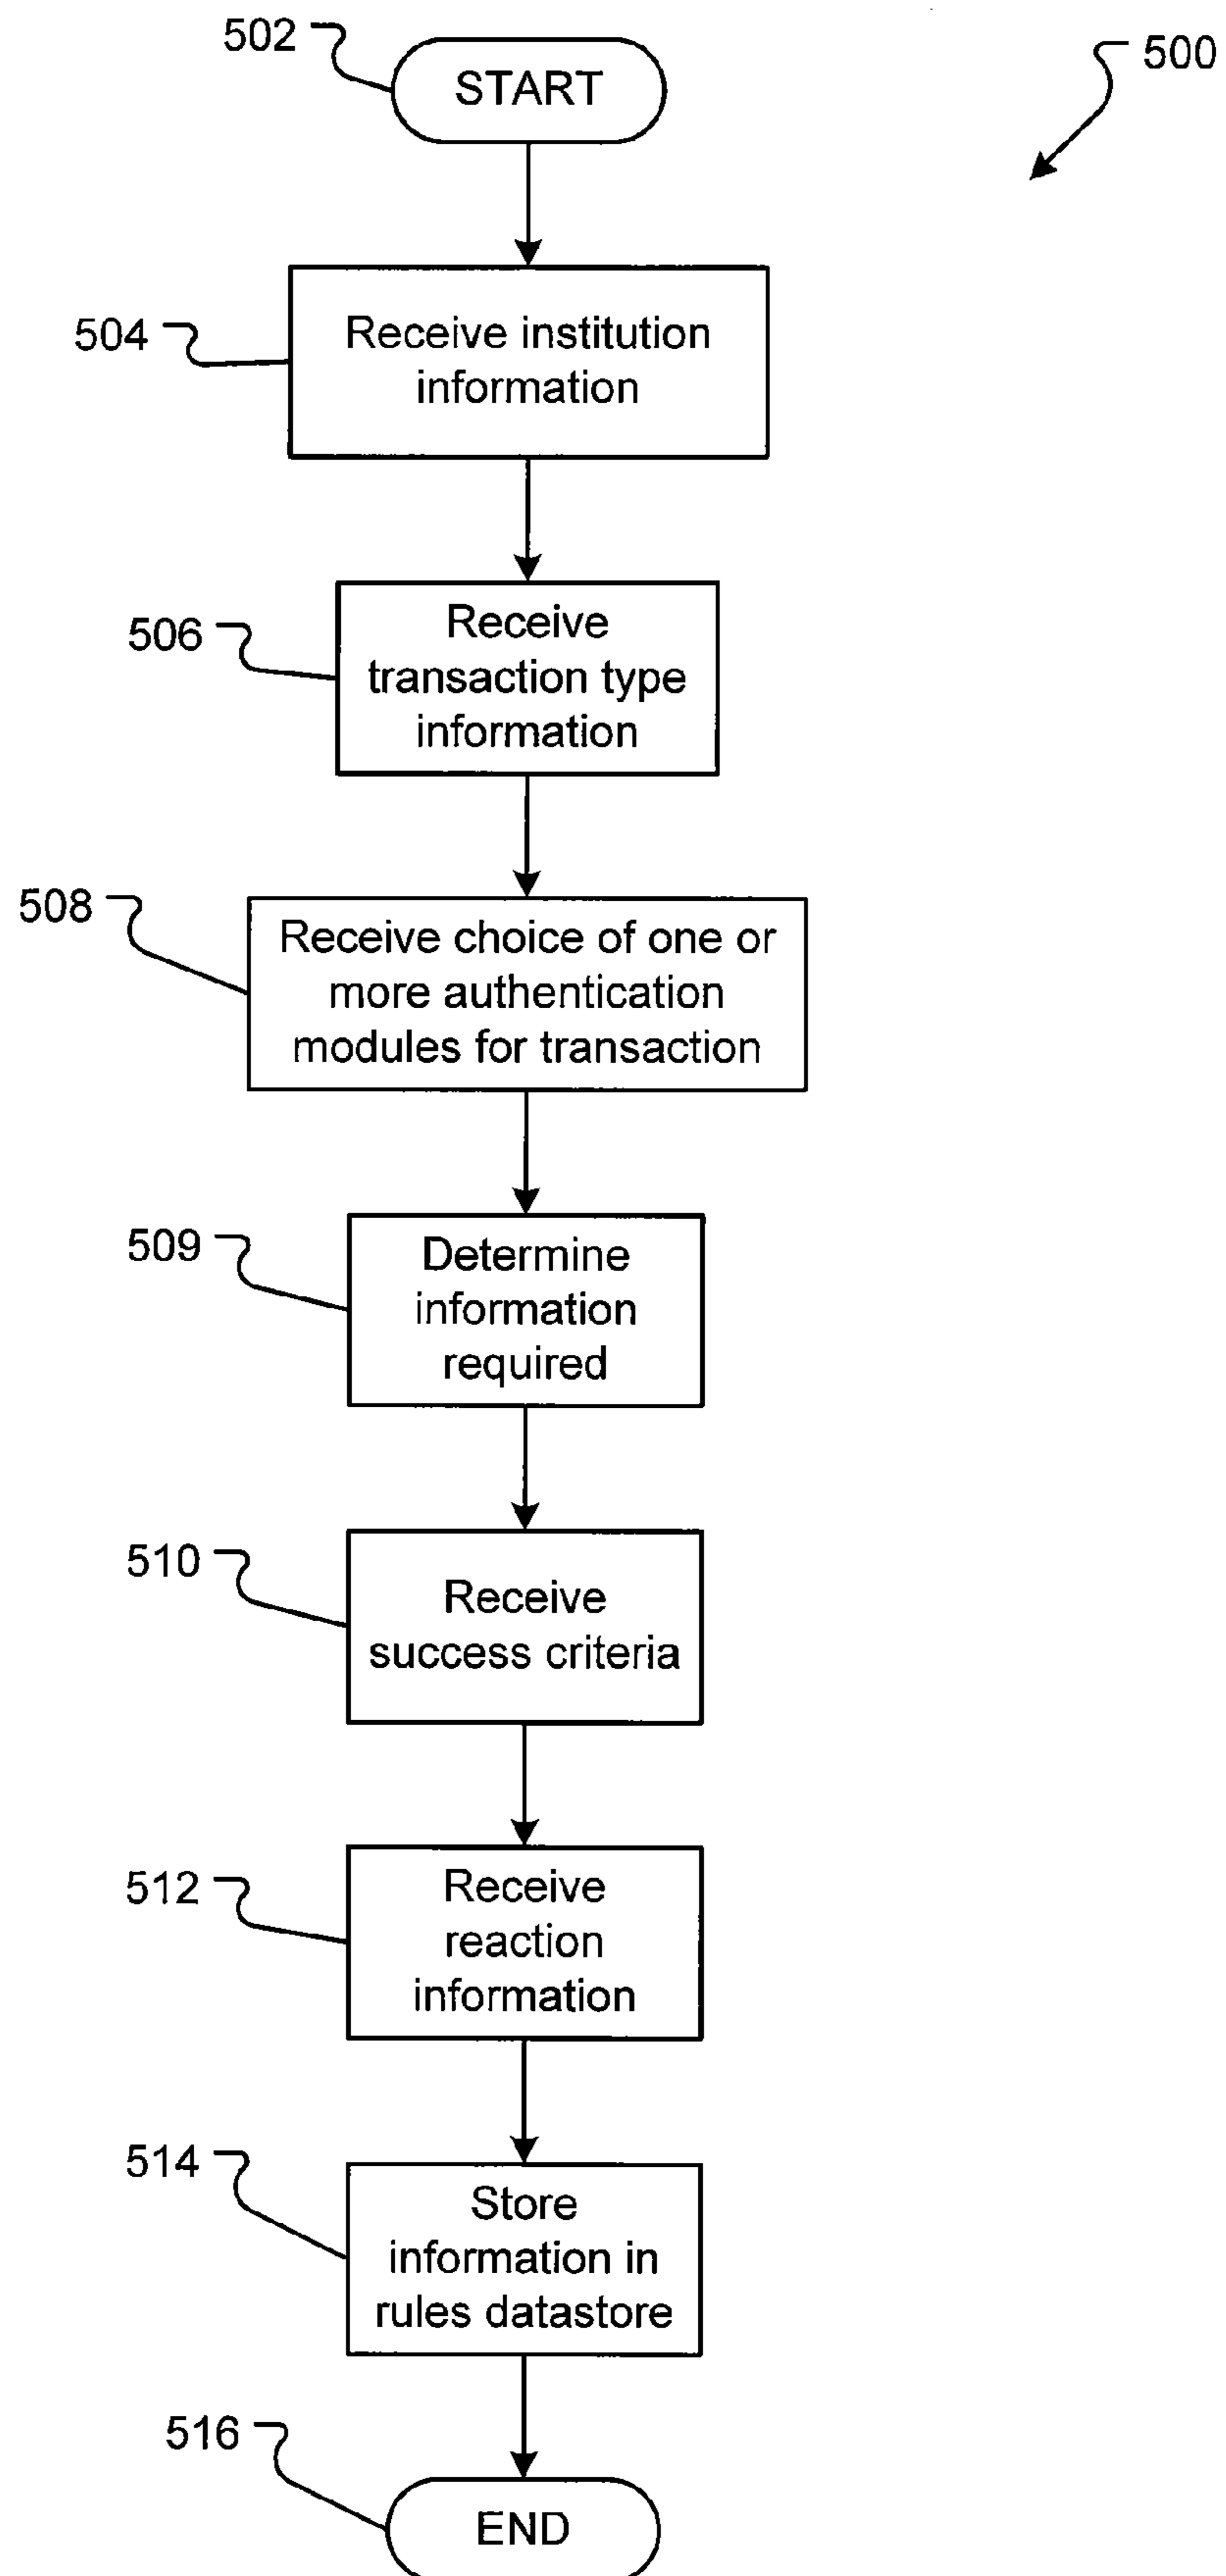 502
START
500
504
Receive institution
information
506
Receive
transaction type
information
508
Receive choice of one or
more authentication
modules for transaction
509
Determine
information
required
510
Receive
success criteria
512
Receive
reaction
information
514
Store
information in
rules datastore
516
END